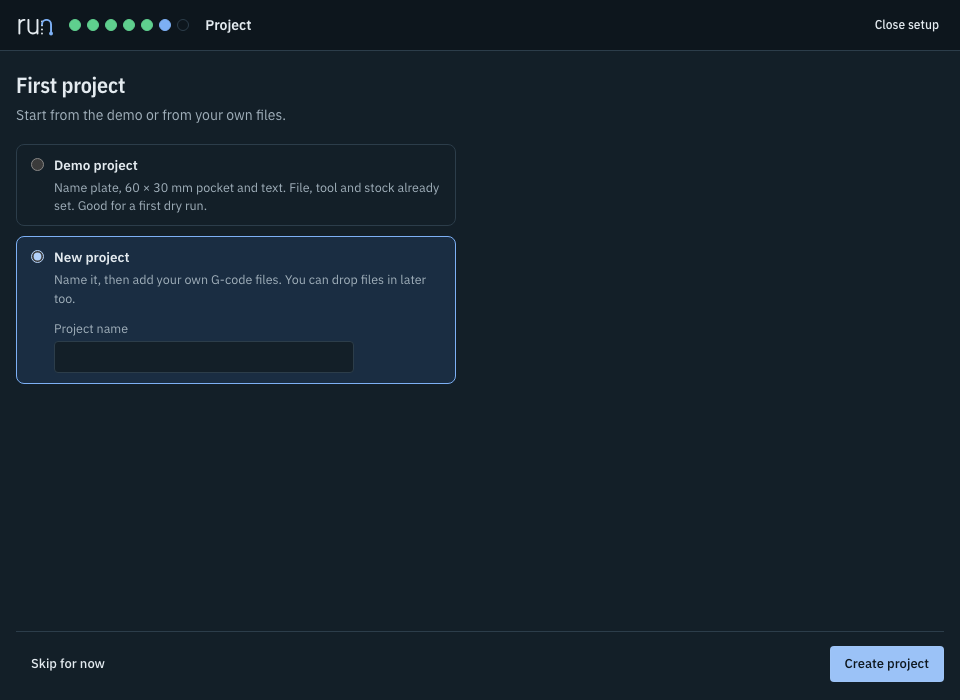 run
Project
Close setup
First project
Start from the demo or from your own files.
Demo project
Name plate, 60 × 30 mm pocket and text. File, tool and stock already
set. Good for a first dry run.
New project
Name it, then add your own G-code files. You can drop files in later
too.
Project name
Skip for now
Create project